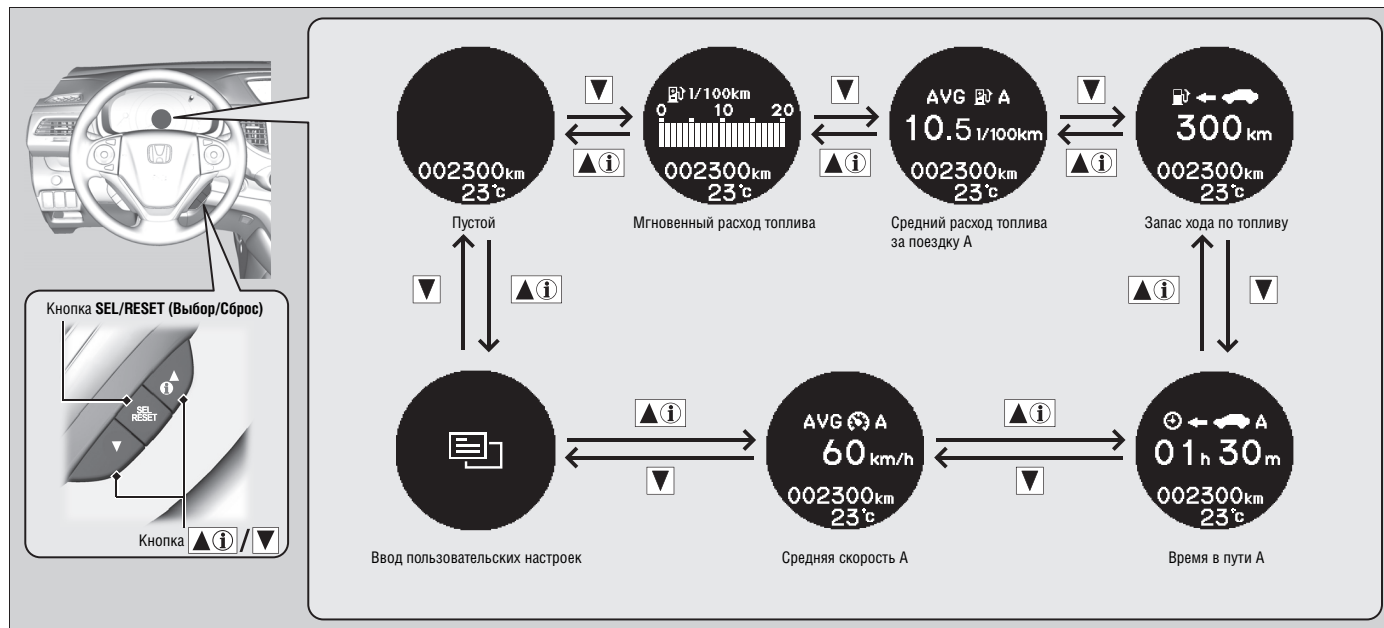 ▼
▼
▼
1/100km
0 10 20
AVG A
AVG A
10.5 1/100km
300 km
▲ⓘ
▲ⓘ
▲ⓘ
002300km
23°c
002300km
23°c
002300km
23°c
002300km
23°c
Пустой
Мгновенный расход топлива
Средний расход топлива
за поездку А
Запас хода по топливу
▼
▲ⓘ
▲ⓘ
▼
Кнопка SEL/RESET (Выбор/Сброс)
▲
ⓘ
SEL
RESET
▼
Кнопка ▲ⓘ/▼
▲ⓘ
▼
▲ⓘ
▼
AVG A
60 km/h
002300km
23°c
A
01h 30m
002300km
23°c
Ввод пользовательских настроек
Средняя скорость А
Время в пути А